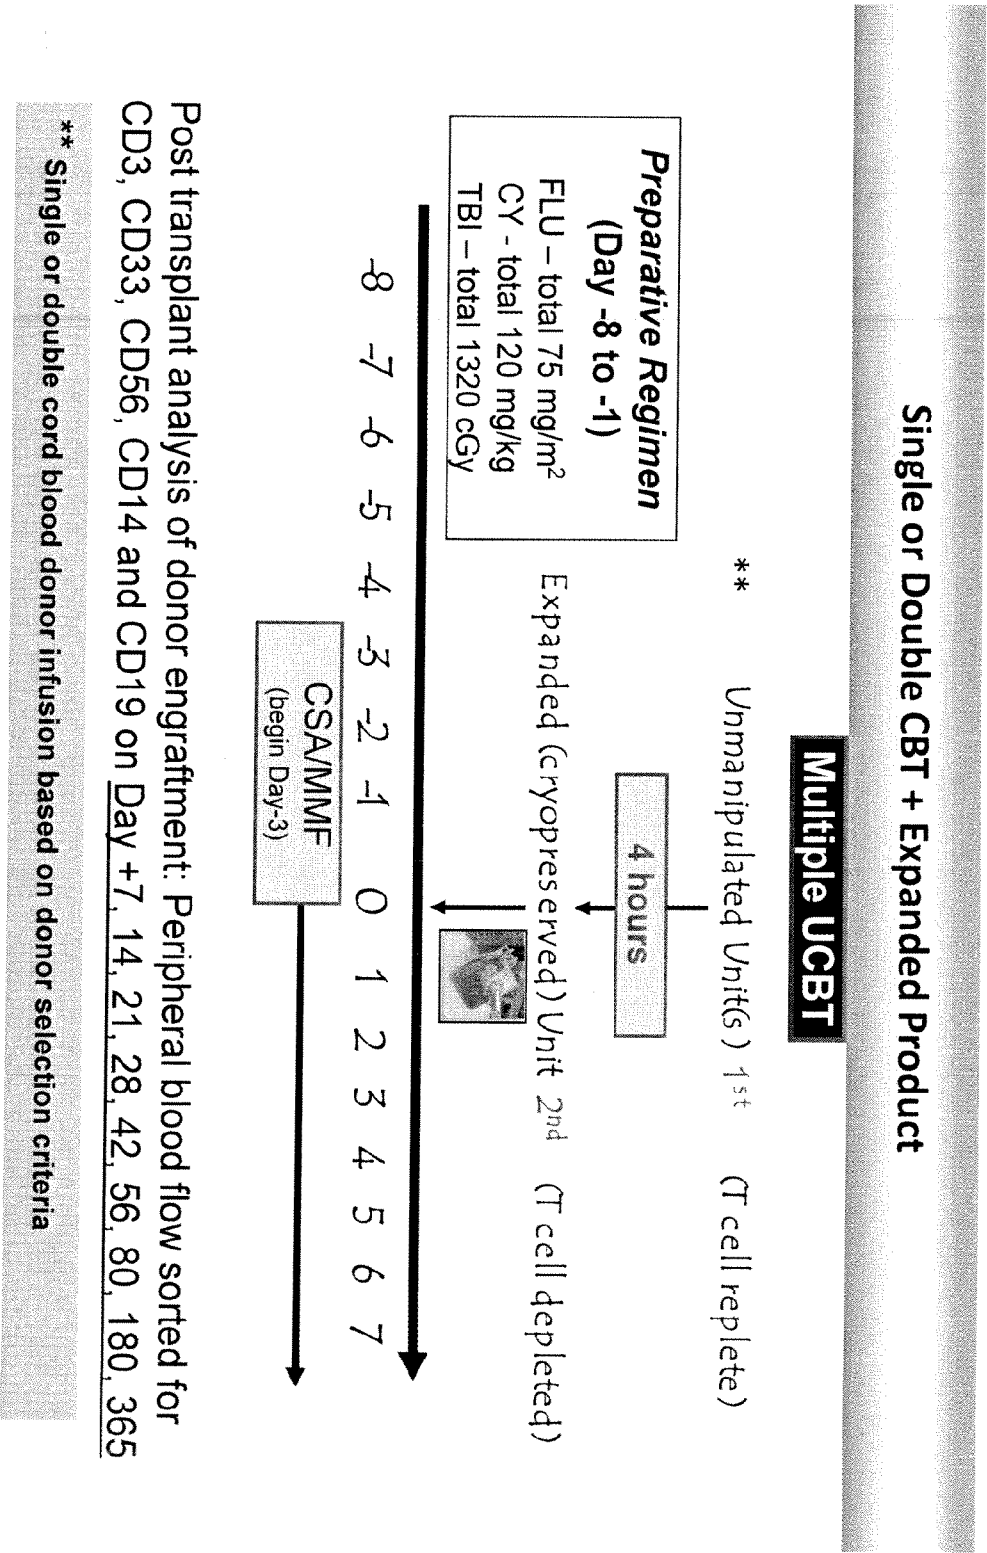 Single or Double CBT + Expanded Product
Multiple UCBT
** Unmanipulated Unit(s) 1st (T cell replete)
4 hours
Expanded (cryopreserved) Unit 2nd (T cell depleted)
Preparative Regimen
(Day -8 to -1)
FLU – total 75 mg/m²
CY - total 120 mg/kg
TBI – total 1320 cGy
-8 -7 -6 -5 -4 -3 -2 -1 0 1 2 3 4 5 6 7
CSA/MMF
(begin Day-3)
Post transplant analysis of donor engraftment: Peripheral blood flow sorted for
CD3, CD33, CD56, CD14 and CD19 on Day +7, 14, 21, 28, 42, 56, 80, 180, 365
** Single or double cord blood donor infusion based on donor selection criteria